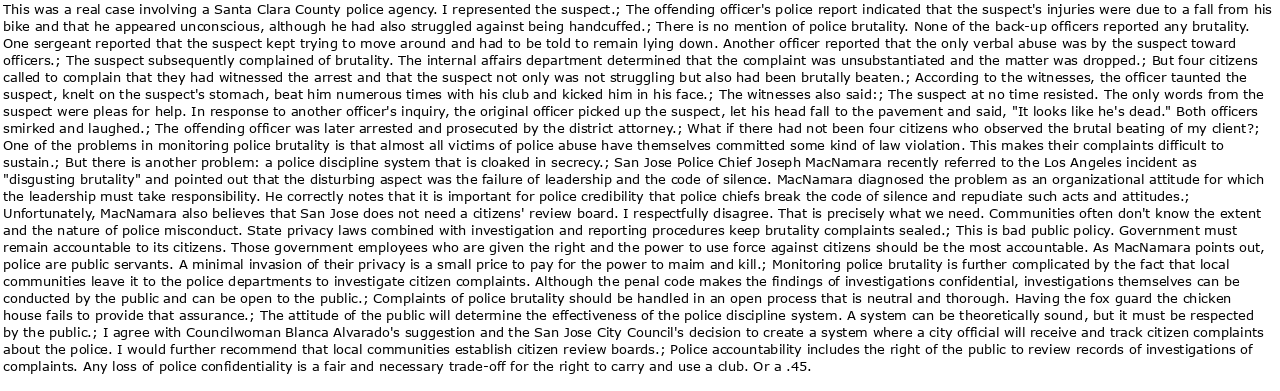 This was a real case involving a Santa Clara County police agency. I represented the suspect.; The offending officer's police report indicated that the suspect's injuries were due to a fall from his
bike and that he appeared unconscious, although he had also struggled against being handcuffed.; There is no mention of police brutality. None of the back-up officers reported any brutality.
One sergeant reported that the suspect kept trying to move around and had to be told to remain lying down. Another officer reported that the only verbal abuse was by the suspect toward
officers.; The suspect subsequently complained of brutality. The internal affairs department determined that the complaint was unsubstantiated and the matter was dropped.; But four citizens
called to complain that they had witnessed the arrest and that the suspect not only was not struggling but also had been brutally beaten.; According to the witnesses, the officer taunted the
suspect, knelt on the suspect's stomach, beat him numerous times with his club and kicked him in his face.; The witnesses also said:; The suspect at no time resisted. The only words from the
suspect were pleas for help. In response to another officer's inquiry, the original officer picked up the suspect, let his head fall to the pavement and said, "It looks like he's dead." Both officers
smirked and laughed.; The offending officer was later arrested and prosecuted by the district attorney.; What if there had not been four citizens who observed the brutal beating of my client?;
One of the problems in monitoring police brutality is that almost all victims of police abuse have themselves committed some kind of law violation. This makes their complaints difficult to
sustain.; But there is another problem: a police discipline system that is cloaked in secrecy.; San Jose Police Chief Joseph MacNamara recently referred to the Los Angeles incident as
"disgusting brutality" and pointed out that the disturbing aspect was the failure of leadership and the code of silence. MacNamara diagnosed the problem as an organizational attitude for which
the leadership must take responsibility. He correctly notes that it is important for police credibility that police chiefs break the code of silence and repudiate such acts and attitudes.;
Unfortunately, MacNamara also believes that San Jose does not need a citizens' review board. I respectfully disagree. That is precisely what we need. Communities often don't know the extent
and the nature of police misconduct. State privacy laws combined with investigation and reporting procedures keep brutality complaints sealed.; This is bad public policy. Government must
remain accountable to its citizens. Those government employees who are given the right and the power to use force against citizens should be the most accountable. As MacNamara points out,
police are public servants. A minimal invasion of their privacy is a small price to pay for the power to maim and kill.; Monitoring police brutality is further complicated by the fact that local
communities leave it to the police departments to investigate citizen complaints. Although the penal code makes the findings of investigations confidential, investigations themselves can be
conducted by the public and can be open to the public.; Complaints of police brutality should be handled in an open process that is neutral and thorough. Having the fox guard the chicken
house fails to provide that assurance.; The attitude of the public will determine the effectiveness of the police discipline system. A system can be theoretically sound, but it must be respected
by the public.; I agree with Councilwoman Blanca Alvarado's suggestion and the San Jose City Council's decision to create a system where a city official will receive and track citizen complaints
about the police. I would further recommend that local communities establish citizen review boards.; Police accountability includes the right of the public to review records of investigations of
complaints. Any loss of police confidentiality is a fair and necessary trade-off for the right to carry and use a club. Or a .45.